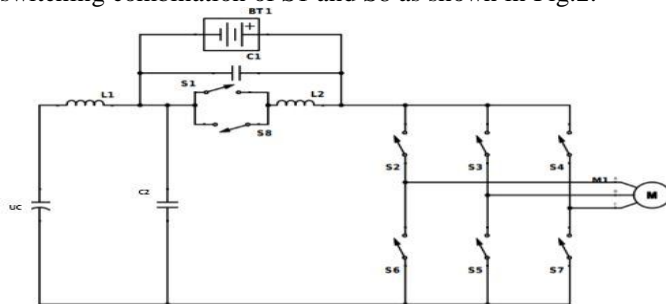 switching combination of S1 and S8 as shown in Fig.2.
BT1
+
C1
S1
L1
L2
S8
S2 S3 S4
M1
M
C2
UC
S6 S5 S7